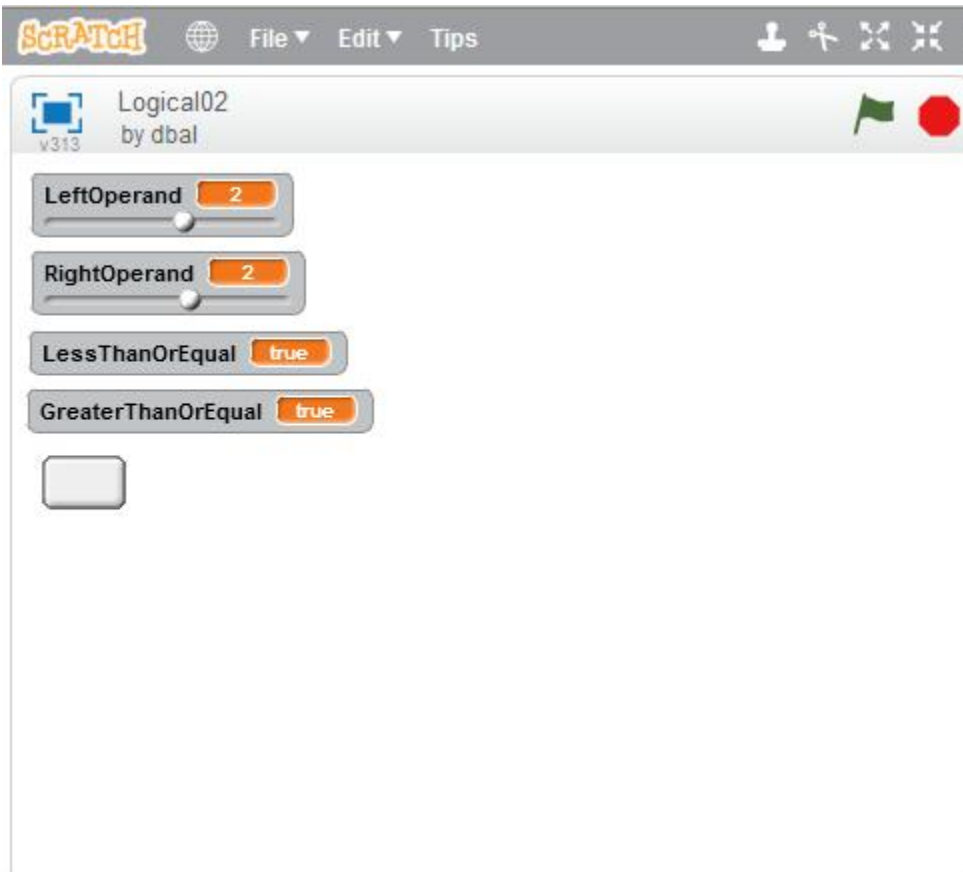 SCRATCH File Edit Tips
Logical02
by dbal
v313
LeftOperand 2
RightOperand 2
LessThanOrEqual true
GreaterThanOrEqual true